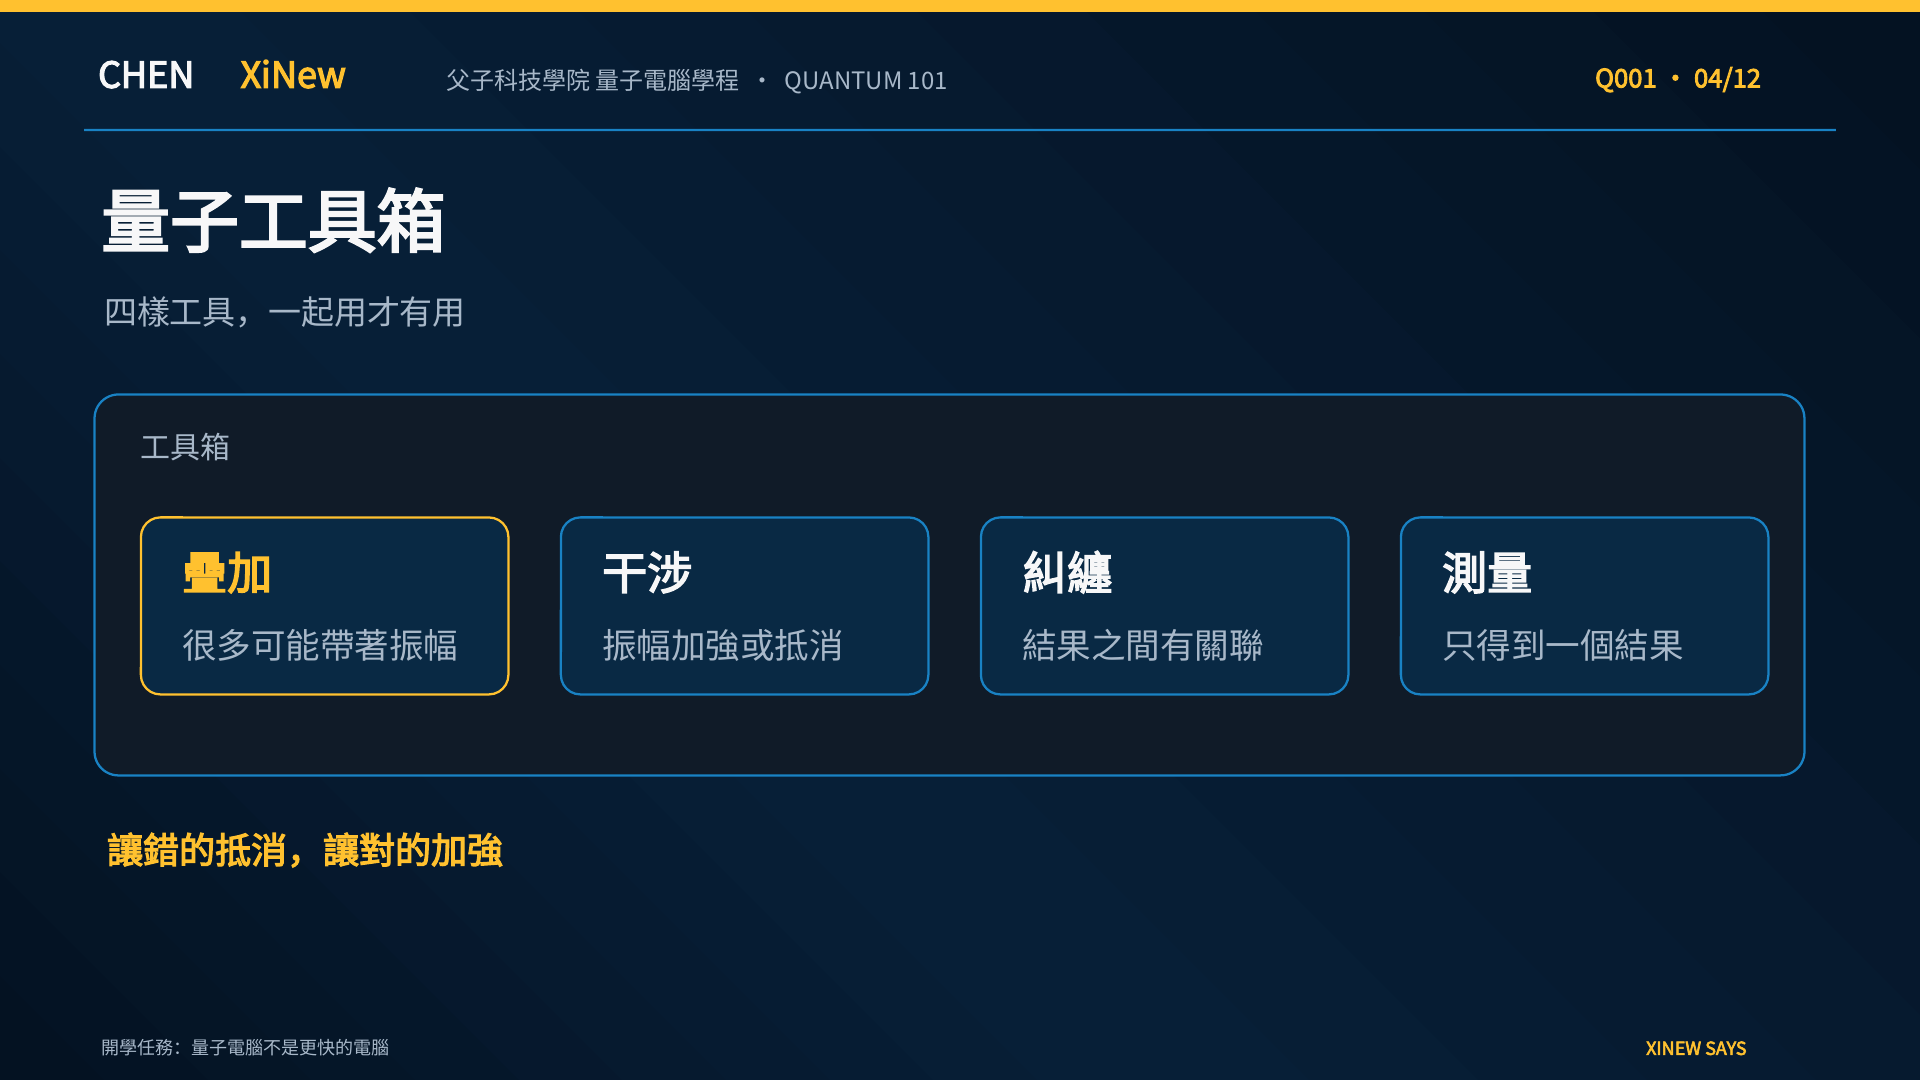 CHEN XiNew 父子科技學院 量子電腦學程 · QUANTUM 101 Q001 · 04/12
量子工具箱
四樣工具，一起用才有用
工具箱
疊加
很多可能帶著振幅
干涉
振幅加強或抵消
糾纏
結果之間有關聯
測量
只得到一個結果
讓錯的抵消，讓對的加強
開學任務：量子電腦不是更快的電腦
XINEW SAYS